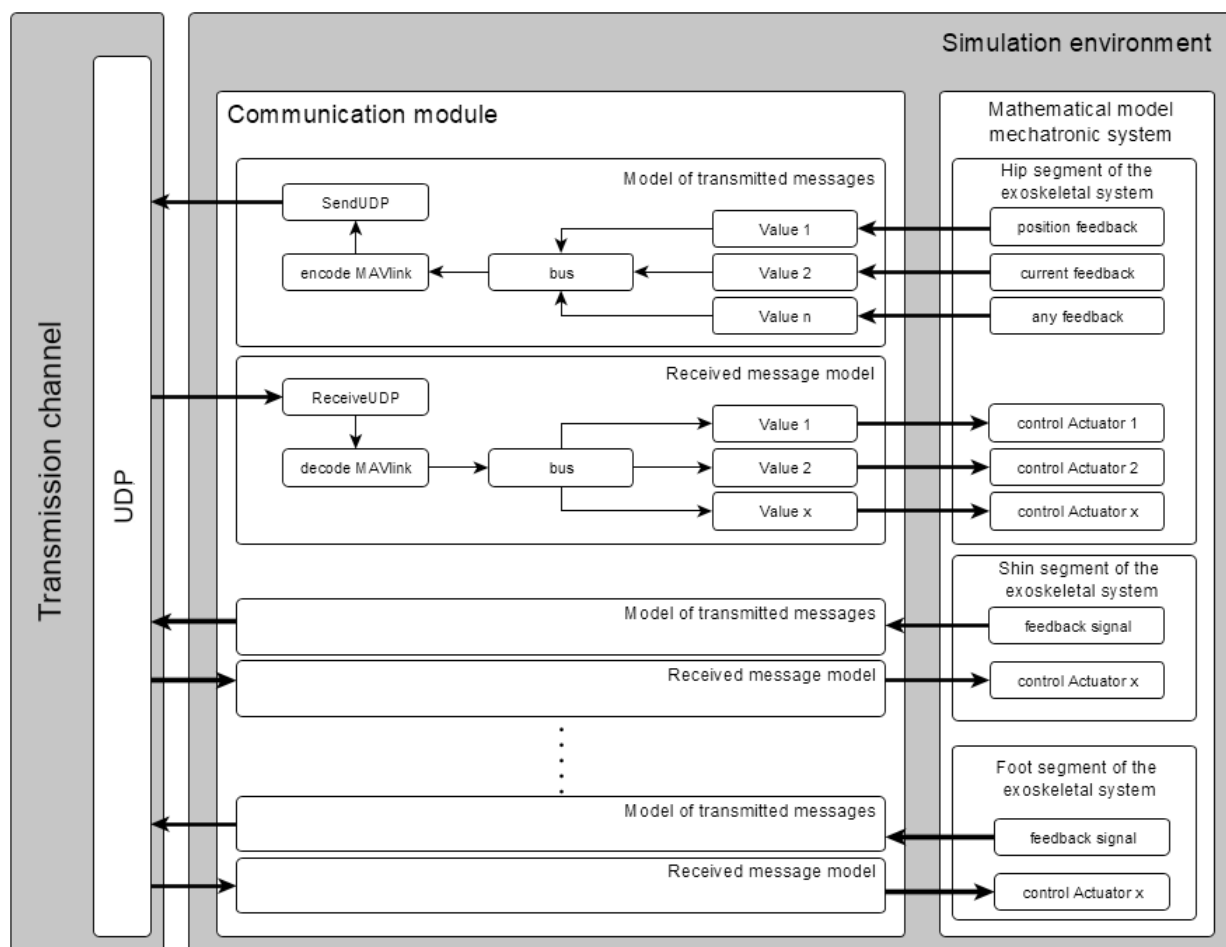 Transmission channel
UDP
Simulation environment
Communication module
Model of transmitted messages
SendUDP
encode MAVlink
bus
Value 1
Value 2
Value n
Received message model
ReceiveUDP
decode MAVlink
bus
Value 1
Value 2
Value x
Model of transmitted messages
Received message model
Model of transmitted messages
Received message model
Mathematical model
mechatronic system
Hip segment of the
exoskeletal system
position feedback
current feedback
any feedback
control Actuator 1
control Actuator 2
control Actuator x
Shin segment of the
exoskeletal system
feedback signal
control Actuator x
Foot segment of the
exoskeletal system
feedback signal
control Actuator x